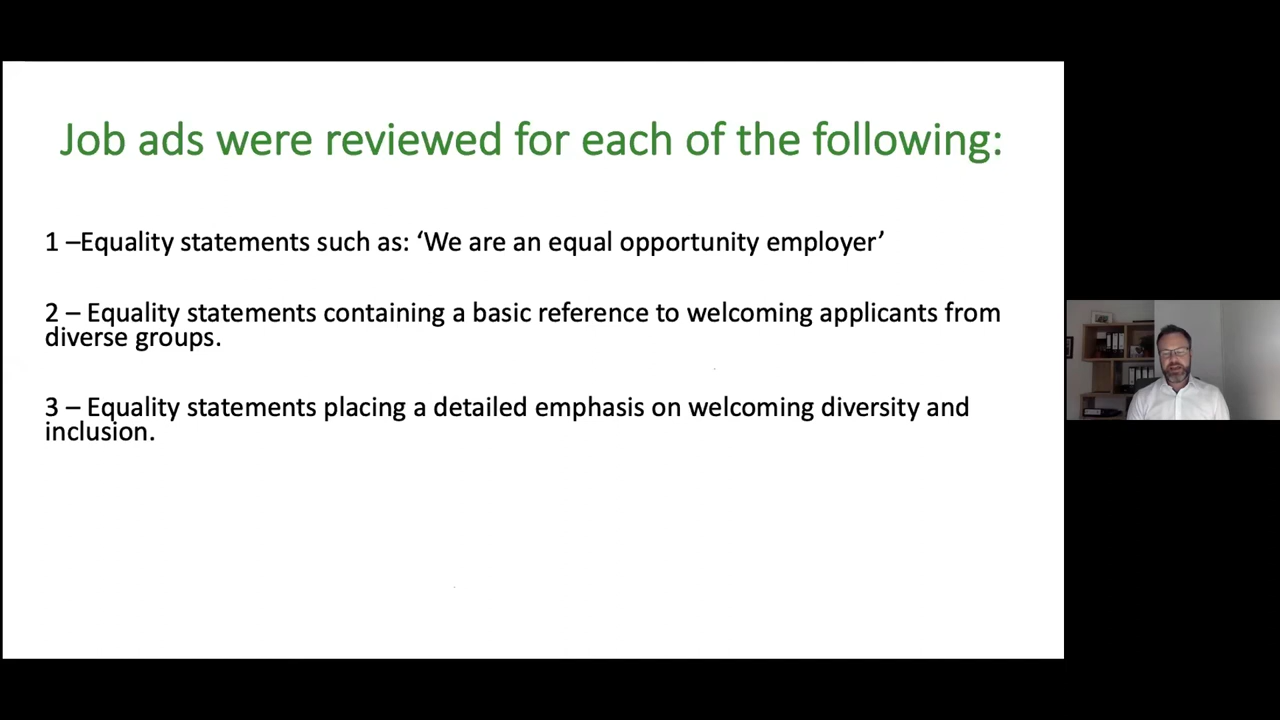 Job ads were reviewed for each of the following:
1 –Equality statements such as: ‘We are an equal opportunity employer’
2 – Equality statements containing a basic reference to welcoming applicants from
diverse groups.
3 – Equality statements placing a detailed emphasis on welcoming diversity and
inclusion.